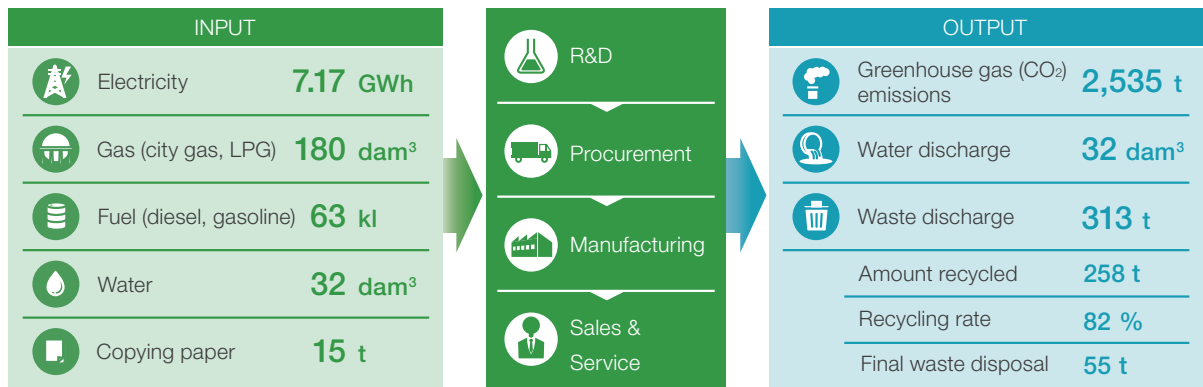 INPUT
Electricity 7.17 GWh
Gas (city gas, LPG) 180 dam³
Fuel (diesel, gasoline) 63 kl
Water 32 dam³
Copying paper 15 t
R&D
Procurement
Manufacturing
Sales &
Service
OUTPUT
Greenhouse gas (CO₂)
emissions 2,535 t
Water discharge 32 dam³
Waste discharge 313 t
Amount recycled 258 t
Recycling rate 82 %
Final waste disposal 55 t